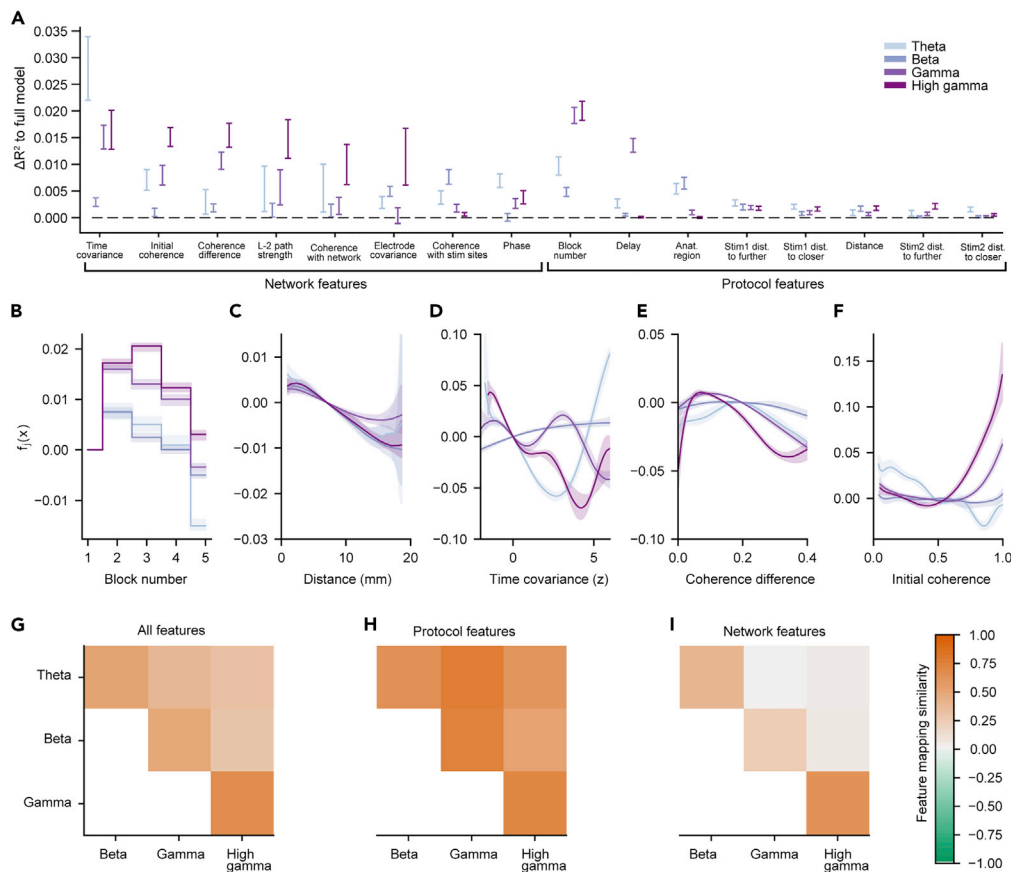 A
0.035
0.030
0.025
0.020
0.015
0.010
0.005
0.000
ΔR² to full model
Theta
Beta
Gamma
High gamma
Time covariance
Initial coherence
Coherence difference
L-2 path strength
Coherence with network
Electrode covariance
Coherence with stim sites
Phase
Block number
Delay
Anat. region
Stim1 dist. to further
Stim1 dist. to closer
Distance
Stim2 dist. to further
Stim2 dist. to closer
Network features
Protocol features
B
0.02
0.01
0.00
−0.01
fj(x)
1 2 3 4 5
Block number
C
0.01
0.00
−0.01
−0.03
0 10 20
Distance (mm)
D
0.10
0.05
0.00
−0.05
−0.10
0 5
Time covariance (z)
E
0.05
0.00
−0.05
−0.10
0.0 0.2 0.4
Coherence difference
F
0.15
0.10
0.05
0.00
0.0 0.5 1.0
Initial coherence
G
All features
Theta
Beta
Gamma
Beta Gamma High gamma
H
Protocol features
Beta Gamma High gamma
I
Network features
Beta Gamma High gamma
Feature mapping similarity
1.00
0.75
0.50
0.25
0.00
−0.25
−0.50
−0.75
−1.00